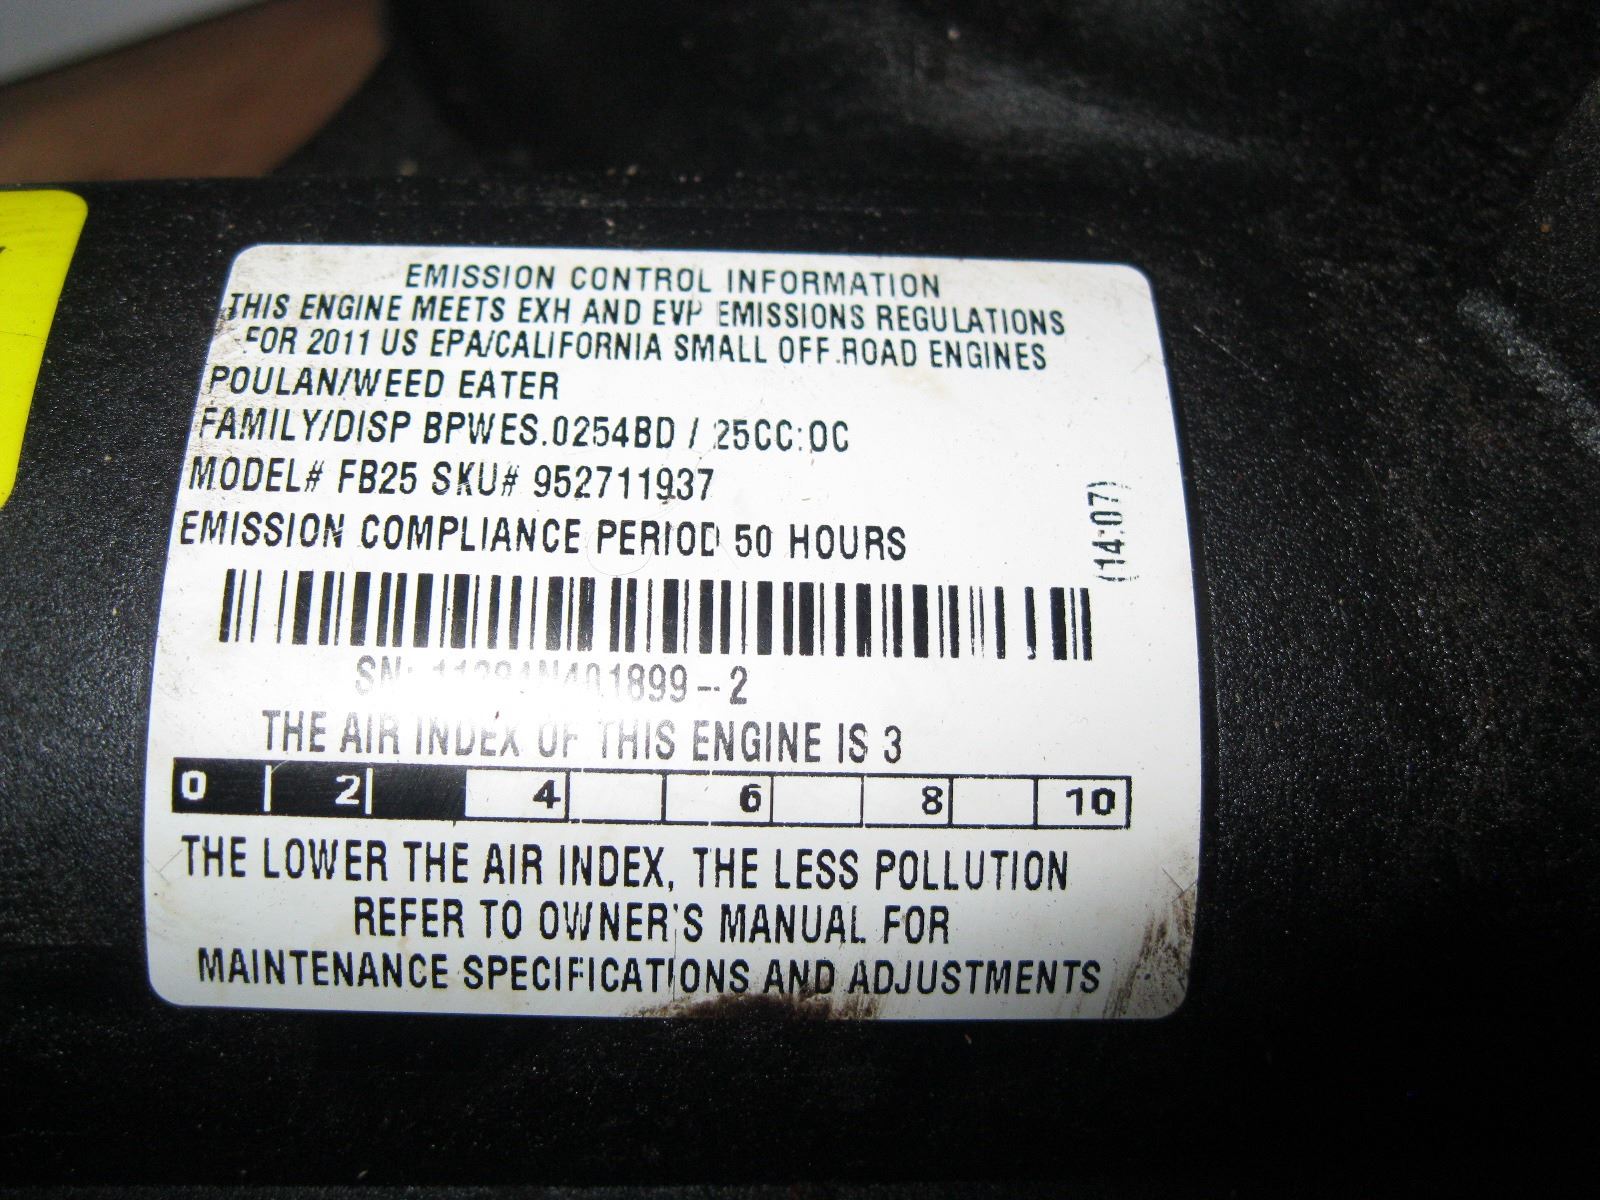 EMISSION CONTROL INFORMATION
THIS ENGINE MEETS EXH AND EVP EMISSIONS REGULATIONS
FOR 2011 US EPA/CALIFORNIA SMALL OFF.ROAD ENGINES
POULAN/WEED EATER
FAMILY/DISP BPWES.0254BD / 25CC:OC
MODEL# FB25 SKU# 952711937
EMISSION COMPLIANCE PERIOD 50 HOURS
(14:07)
SN:
THE AIR INDEX OF THIS ENGINE IS 3
0 2 4 6 8 10
THE LOWER THE AIR INDEX, THE LESS POLLUTION
REFER TO OWNER'S MANUAL FOR
MAINTENANCE SPECIFICATIONS AND ADJUSTMENTS